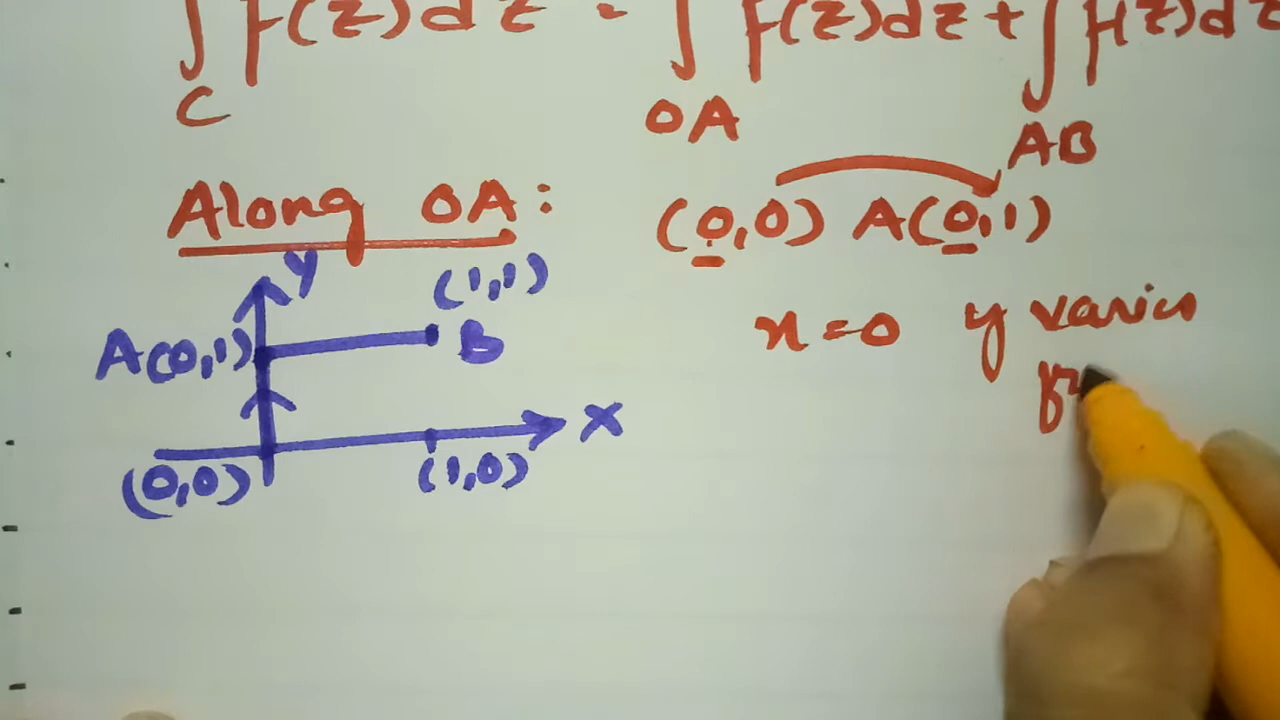 ∫ f(z)dz = ∫ f(z)dz + ∫ f(z)dz
C OA AB
Along OA: (0,0) A(0,1)
x=0 y varies
fr
Y
(1,1)
A(0,1) B
X
(0,0) (1,0)